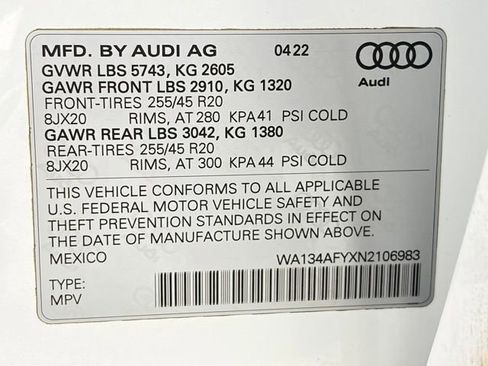 MFD. BY AUDI AG 04 22
GVWR LBS 5743, KG 2605
GAWR FRONT LBS 2910, KG 1320
FRONT-TIRES 255/45 R20
8JX20 RIMS, AT 280 KPA 41 PSI COLD
GAWR REAR LBS 3042, KG 1380
REAR-TIRES 255/45 R20
8JX20 RIMS, AT 300 KPA 44 PSI COLD
Audi
THIS VEHICLE CONFORMS TO ALL APPLICABLE
U.S. FEDERAL MOTOR VEHICLE SAFETY AND
THEFT PREVENTION STANDARDS IN EFFECT ON
THE DATE OF MANUFACTURE SHOWN ABOVE.
MEXICO WA134AFYXN2106983
TYPE:
MPV